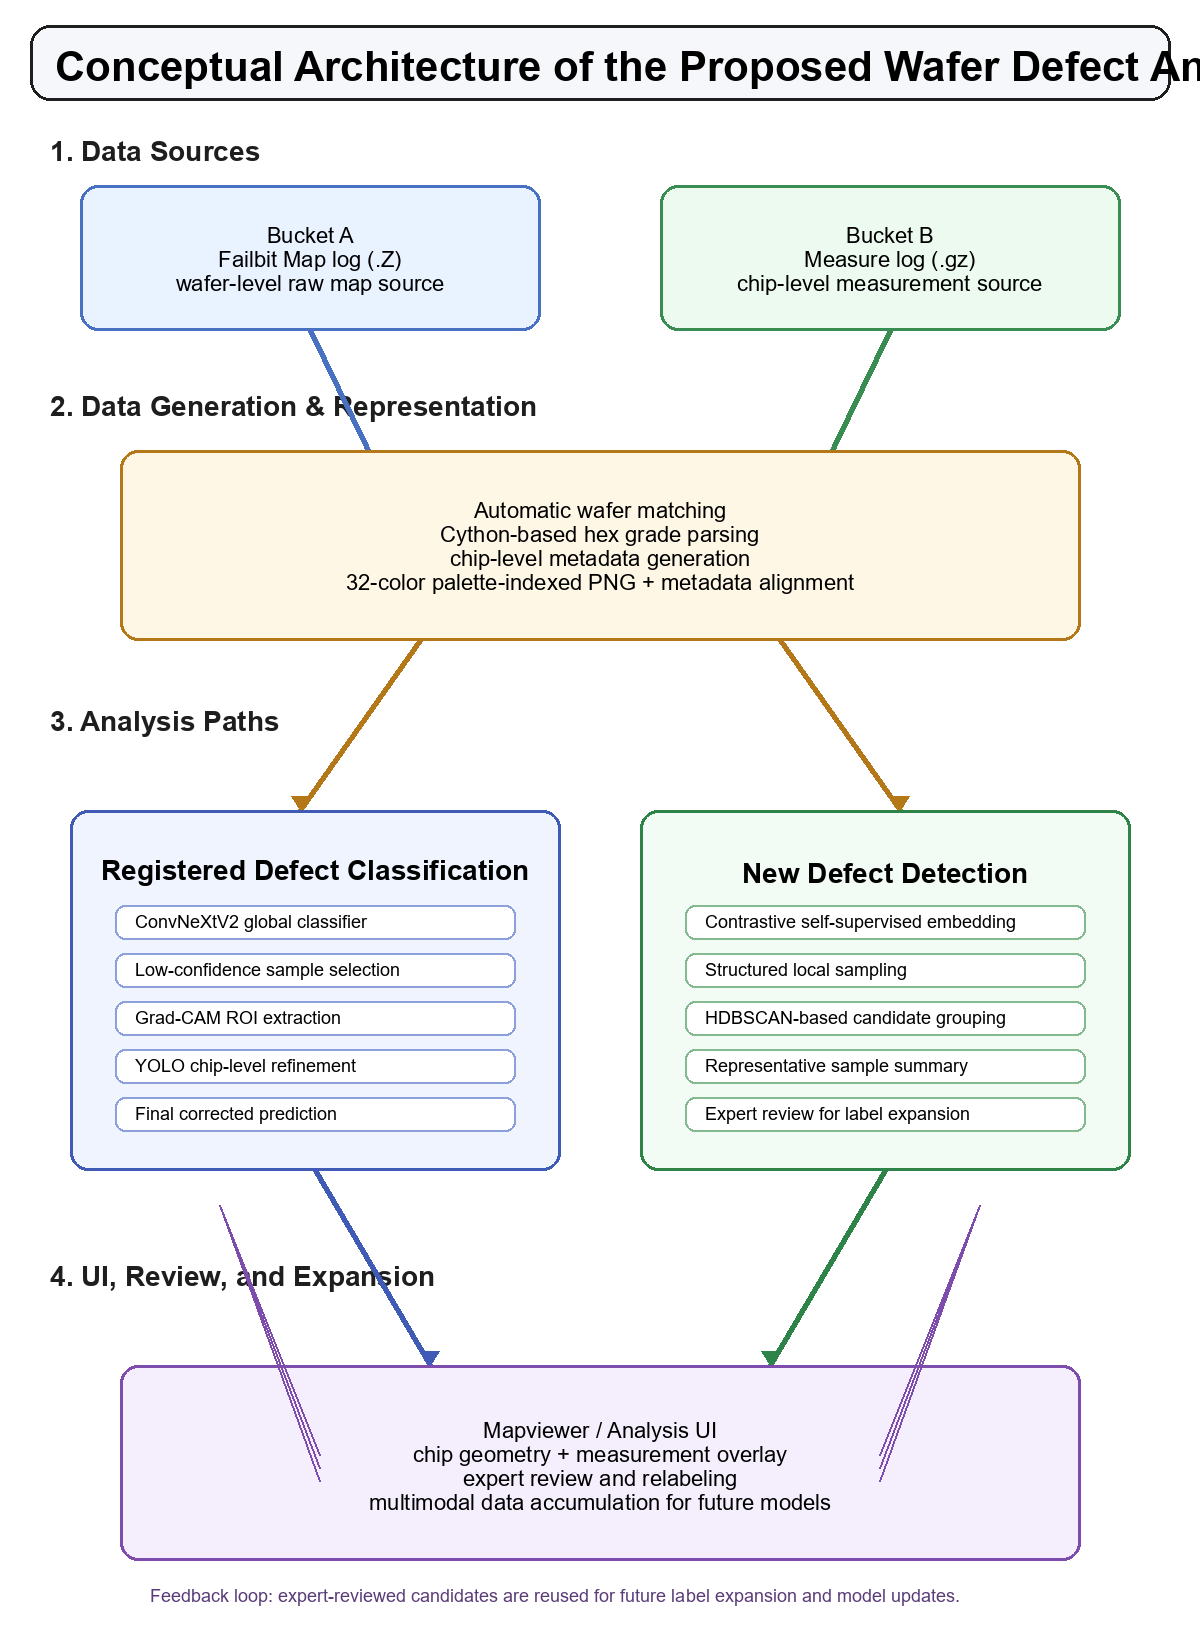 Conceptual Architecture of the Proposed Wafer Defect An
1. Data Sources
Bucket A
Failbit Map log (.Z)
wafer-level raw map source
Bucket B
Measure log (.gz)
chip-level measurement source
2. Data Generation & Representation
Automatic wafer matching
Cython-based hex grade parsing
chip-level metadata generation
32-color palette-indexed PNG + metadata alignment
3. Analysis Paths
Registered Defect Classification
ConvNeXtV2 global classifier
Low-confidence sample selection
Grad-CAM ROI extraction
YOLO chip-level refinement
Final corrected prediction
New Defect Detection
Contrastive self-supervised embedding
Structured local sampling
HDBSCAN-based candidate grouping
Representative sample summary
Expert review for label expansion
4. UI, Review, and Expansion
Mapviewer / Analysis UI
chip geometry + measurement overlay
expert review and relabeling
multimodal data accumulation for future models
Feedback loop: expert-reviewed candidates are reused for future label expansion and model updates.